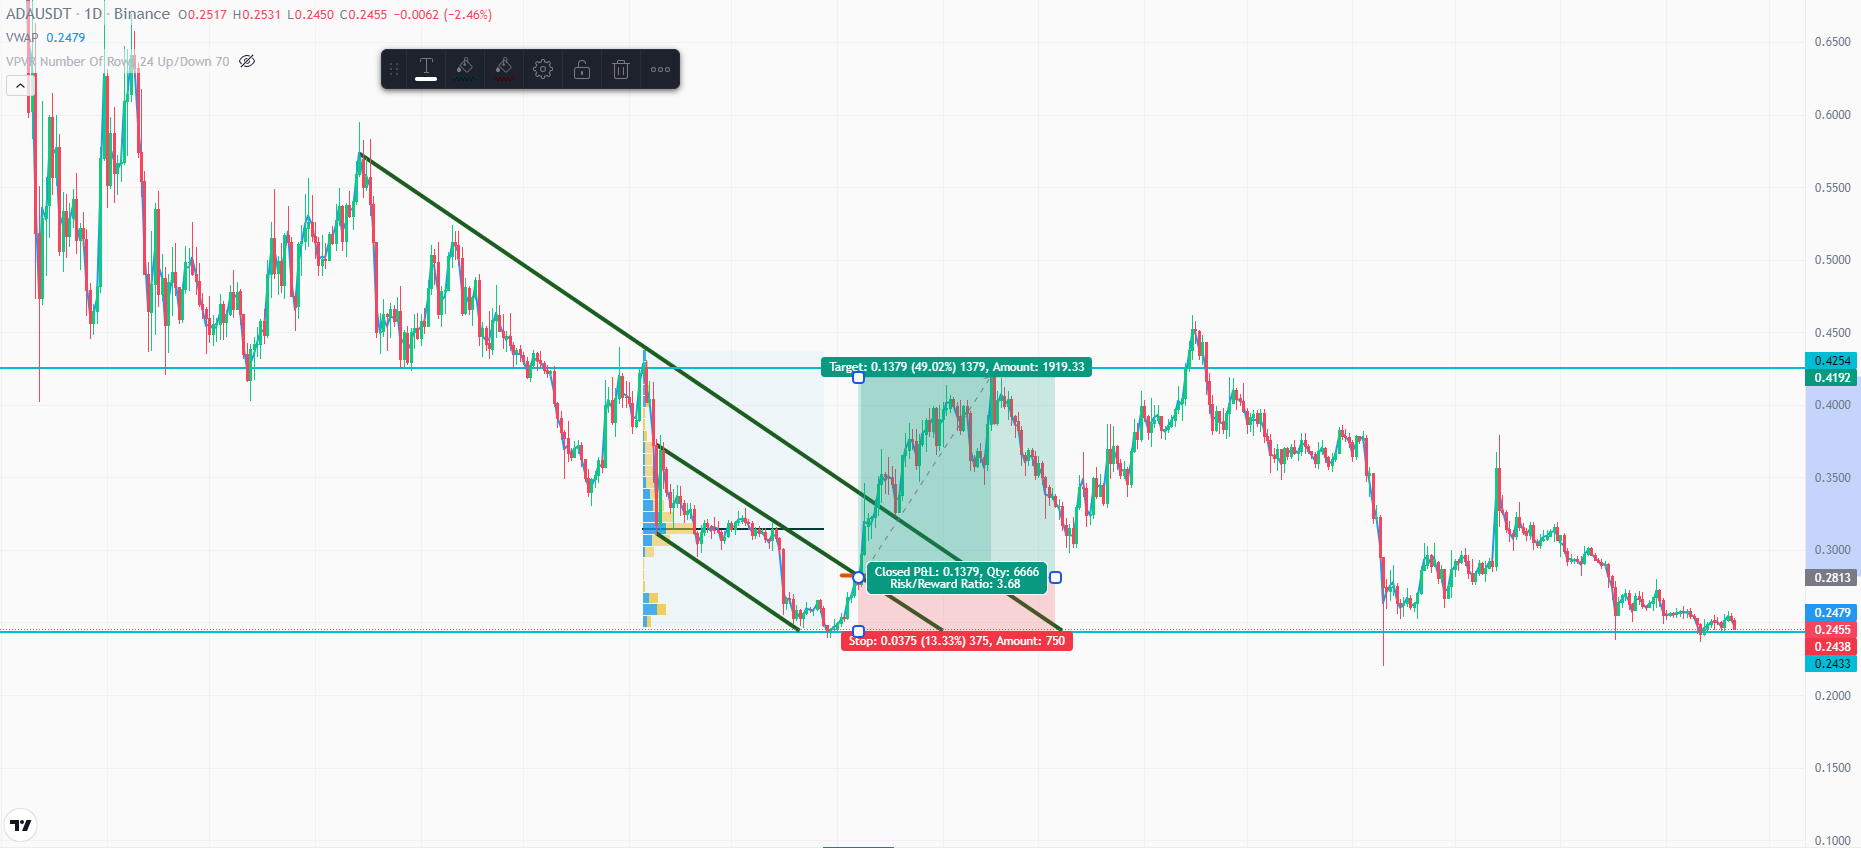 ADAUSDT · 1D · Binance O0.2517 H0.2531 L0.2450 C0.2455 −0.0062 (−2.46%)
VWAP 0.2479
VPVR Number Of Rows 24 Up/Down 70
T
Target: 0.1379 (49.02%) 1379, Amount: 1919.33
Closed P&L: 0.1379, Qty: 6666
Risk/Reward Ratio: 3.68
Stop: 0.0375 (13.33%) 375, Amount: 750
0.6500
0.6000
0.5500
0.5000
0.4500
0.4254
0.4192
0.4000
0.3500
0.3000
0.2813
0.2479
0.2455
0.2438
0.2433
0.2000
0.1500
0.1000